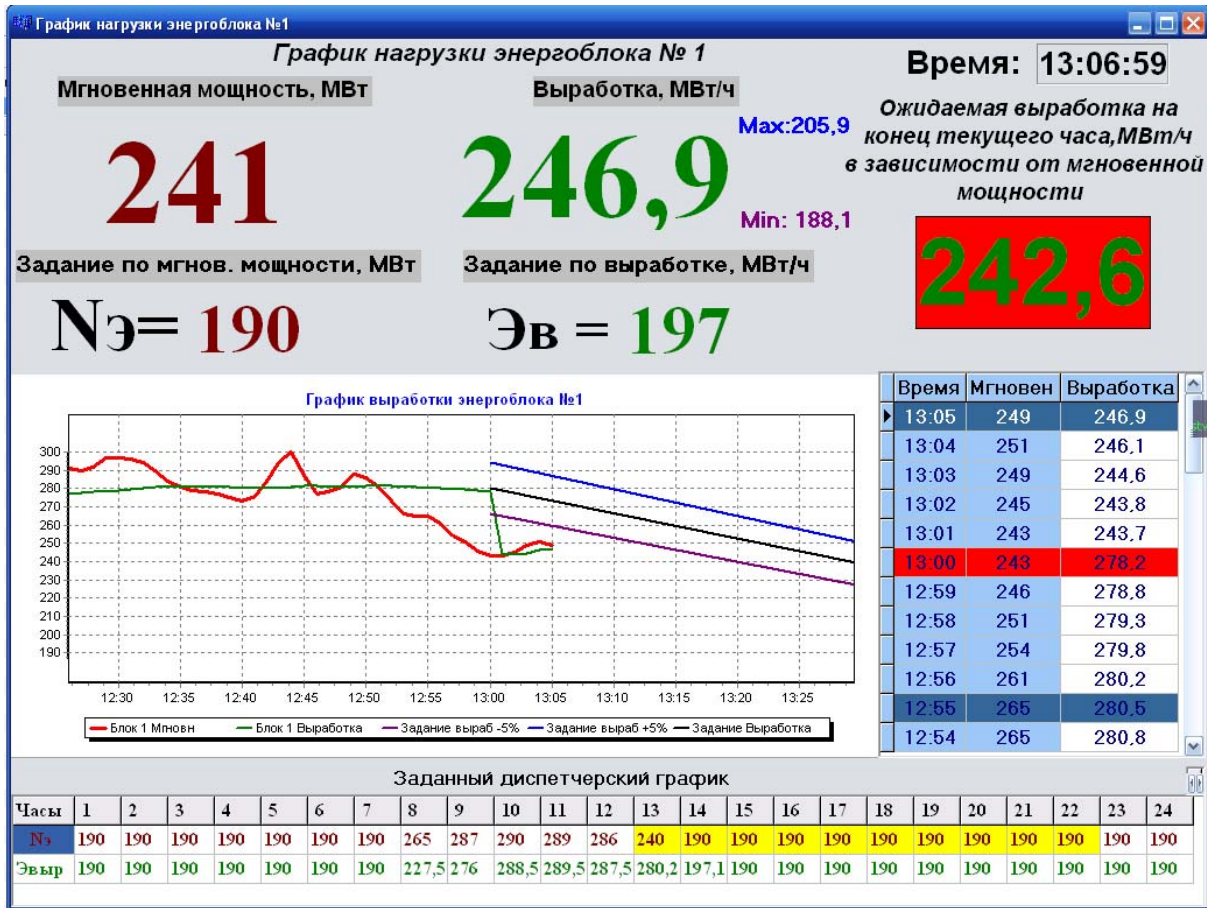 График нагрузки энергоблока №1
График нагрузки энергоблока № 1
Время: 13:06:59
Мгновенная мощность, МВт
Выработка, МВт/ч
241
246,9
Max:205,9
Min: 188,1
Ожидаемая выработка на
конец текущего часа,МВт/ч
в зависимости от мгновенной
мощности
242,6
Задание по мгнов. мощности, МВт
Задание по выработке, МВт/ч
Nэ= 190
Эв = 197
График выработки энергоблока №1
300
290
280
270
260
250
240
230
220
210
200
190
12:30 12:35 12:40 12:45 12:50 12:55 13:00 13:05 13:10 13:15 13:20 13:25
Блок 1 Мгновн Блок 1 Выработка Задание выраб -5% Задание выраб +5% Задание Выработка
Время Мгновен Выработка
13:05 249 246,9
13:04 251 246,1
13:03 249 244,6
13:02 245 243,8
13:01 243 243,7
13:00 243 278,2
12:59 246 278,8
12:58 251 279,3
12:57 254 279,8
12:56 261 280,2
12:55 265 280,5
12:54 265 280,8
Заданный диспетчерский график
Часы 1 2 3 4 5 6 7 8 9 10 11 12 13 14 15 16 17 18 19 20 21 22 23 24
Nэ 190 190 190 190 190 190 190 265 287 290 289 286 240 190 190 190 190 190 190 190 190 190 190 190
Эвыр 190 190 190 190 190 190 190 227,5 276 288,5 289,5 287,5 280,2 197,1 190 190 190 190 190 190 190 190 190 190